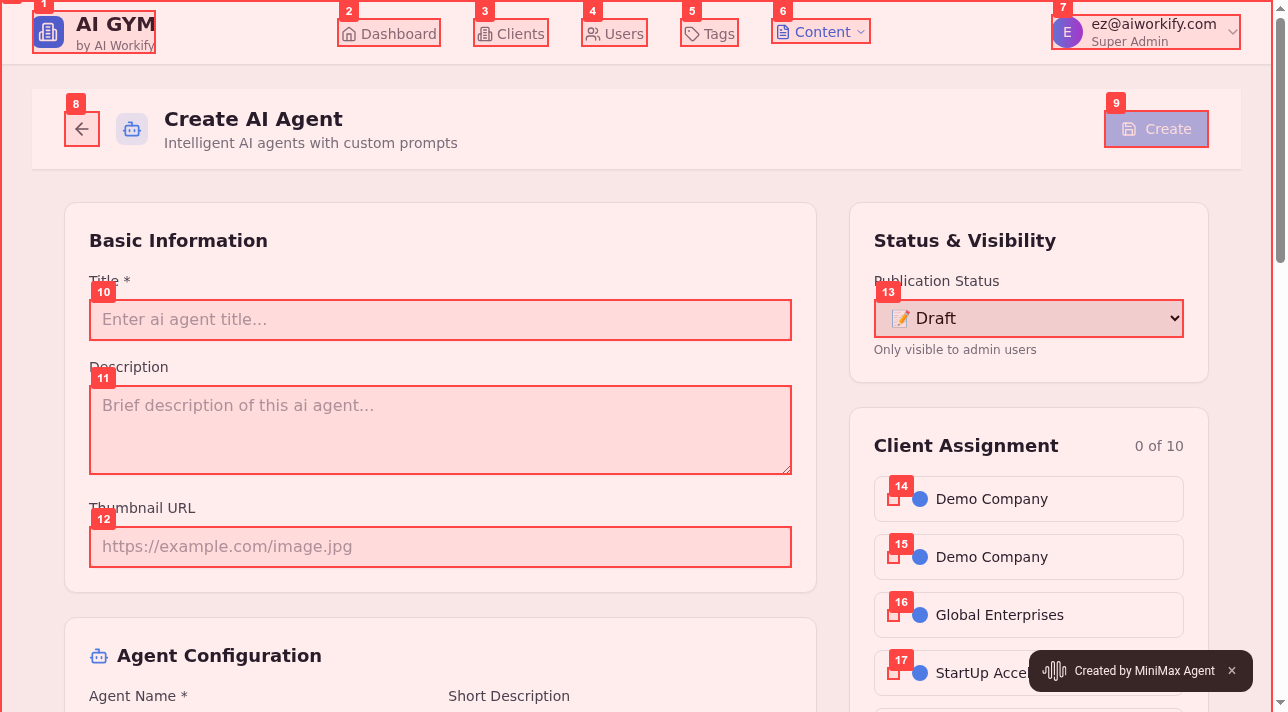 1
AI GYM
by AI Workify
2
Dashboard
3
Clients
4
Users
5
Tags
6
Content
7
E
ez@aiworkify.com
Super Admin
8
Create AI Agent
Intelligent AI agents with custom prompts
9
Create
Basic Information
Title *
10
Enter ai agent title...
Description
11
Brief description of this ai agent...
Thumbnail URL
12
https://example.com/image.jpg
Agent Configuration
Agent Name *
Short Description
Status & Visibility
Publication Status
13
📝 Draft
Only visible to admin users
Client Assignment
0 of 10
14
Demo Company
15
Demo Company
16
Global Enterprises
17
StartUp
Created by MiniMax Agent